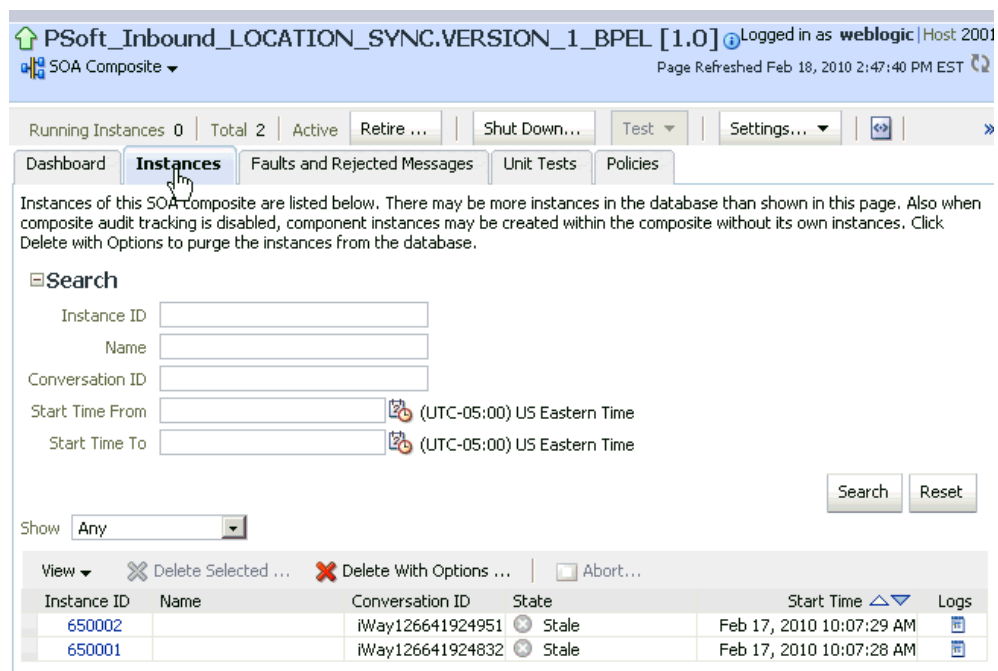 PSoft_Inbound_LOCATION_SYNC.VERSION_1_BPEL [1.0] Logged in as weblogic|Host 2001
SOA Composite Page Refreshed Feb 18, 2010 2:47:40 PM EST
Running Instances 0 | Total 2 | Active Retire ... | Shut Down... Test | Settings... | »
Dashboard Instances Faults and Rejected Messages Unit Tests Policies
Instances of this SOA composite are listed below. There may be more instances in the database than shown in this page. Also when
composite audit tracking is disabled, component instances may be created within the composite without its own instances. Click
Delete with Options to purge the instances from the database.
Search
Instance ID
Name
Conversation ID
Start Time From (UTC-05:00) US Eastern Time
Start Time To (UTC-05:00) US Eastern Time
Search Reset
Show Any
View Delete Selected ... Delete With Options ... Abort...
Instance ID Name Conversation ID State Start Time Logs
650002 iWay126641924951 Stale Feb 17, 2010 10:07:29 AM
650001 iWay126641924832 Stale Feb 17, 2010 10:07:28 AM